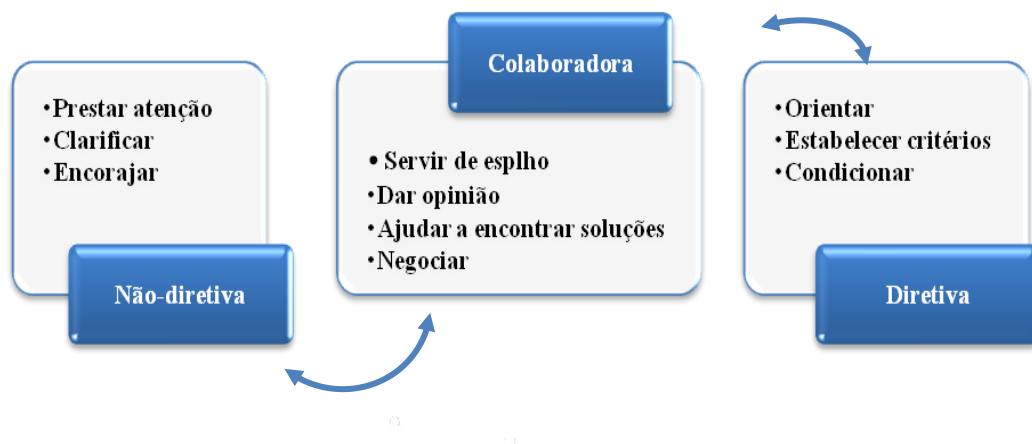 •Prestar atenção
•Clarificar
•Encorajar
Não-diretiva
Colaboradora
• Servir de esplho
•Dar opinião
•Ajudar a encontrar soluções
•Negociar
•Orientar
•Estabelecer critérios
•Condicionar
Diretiva